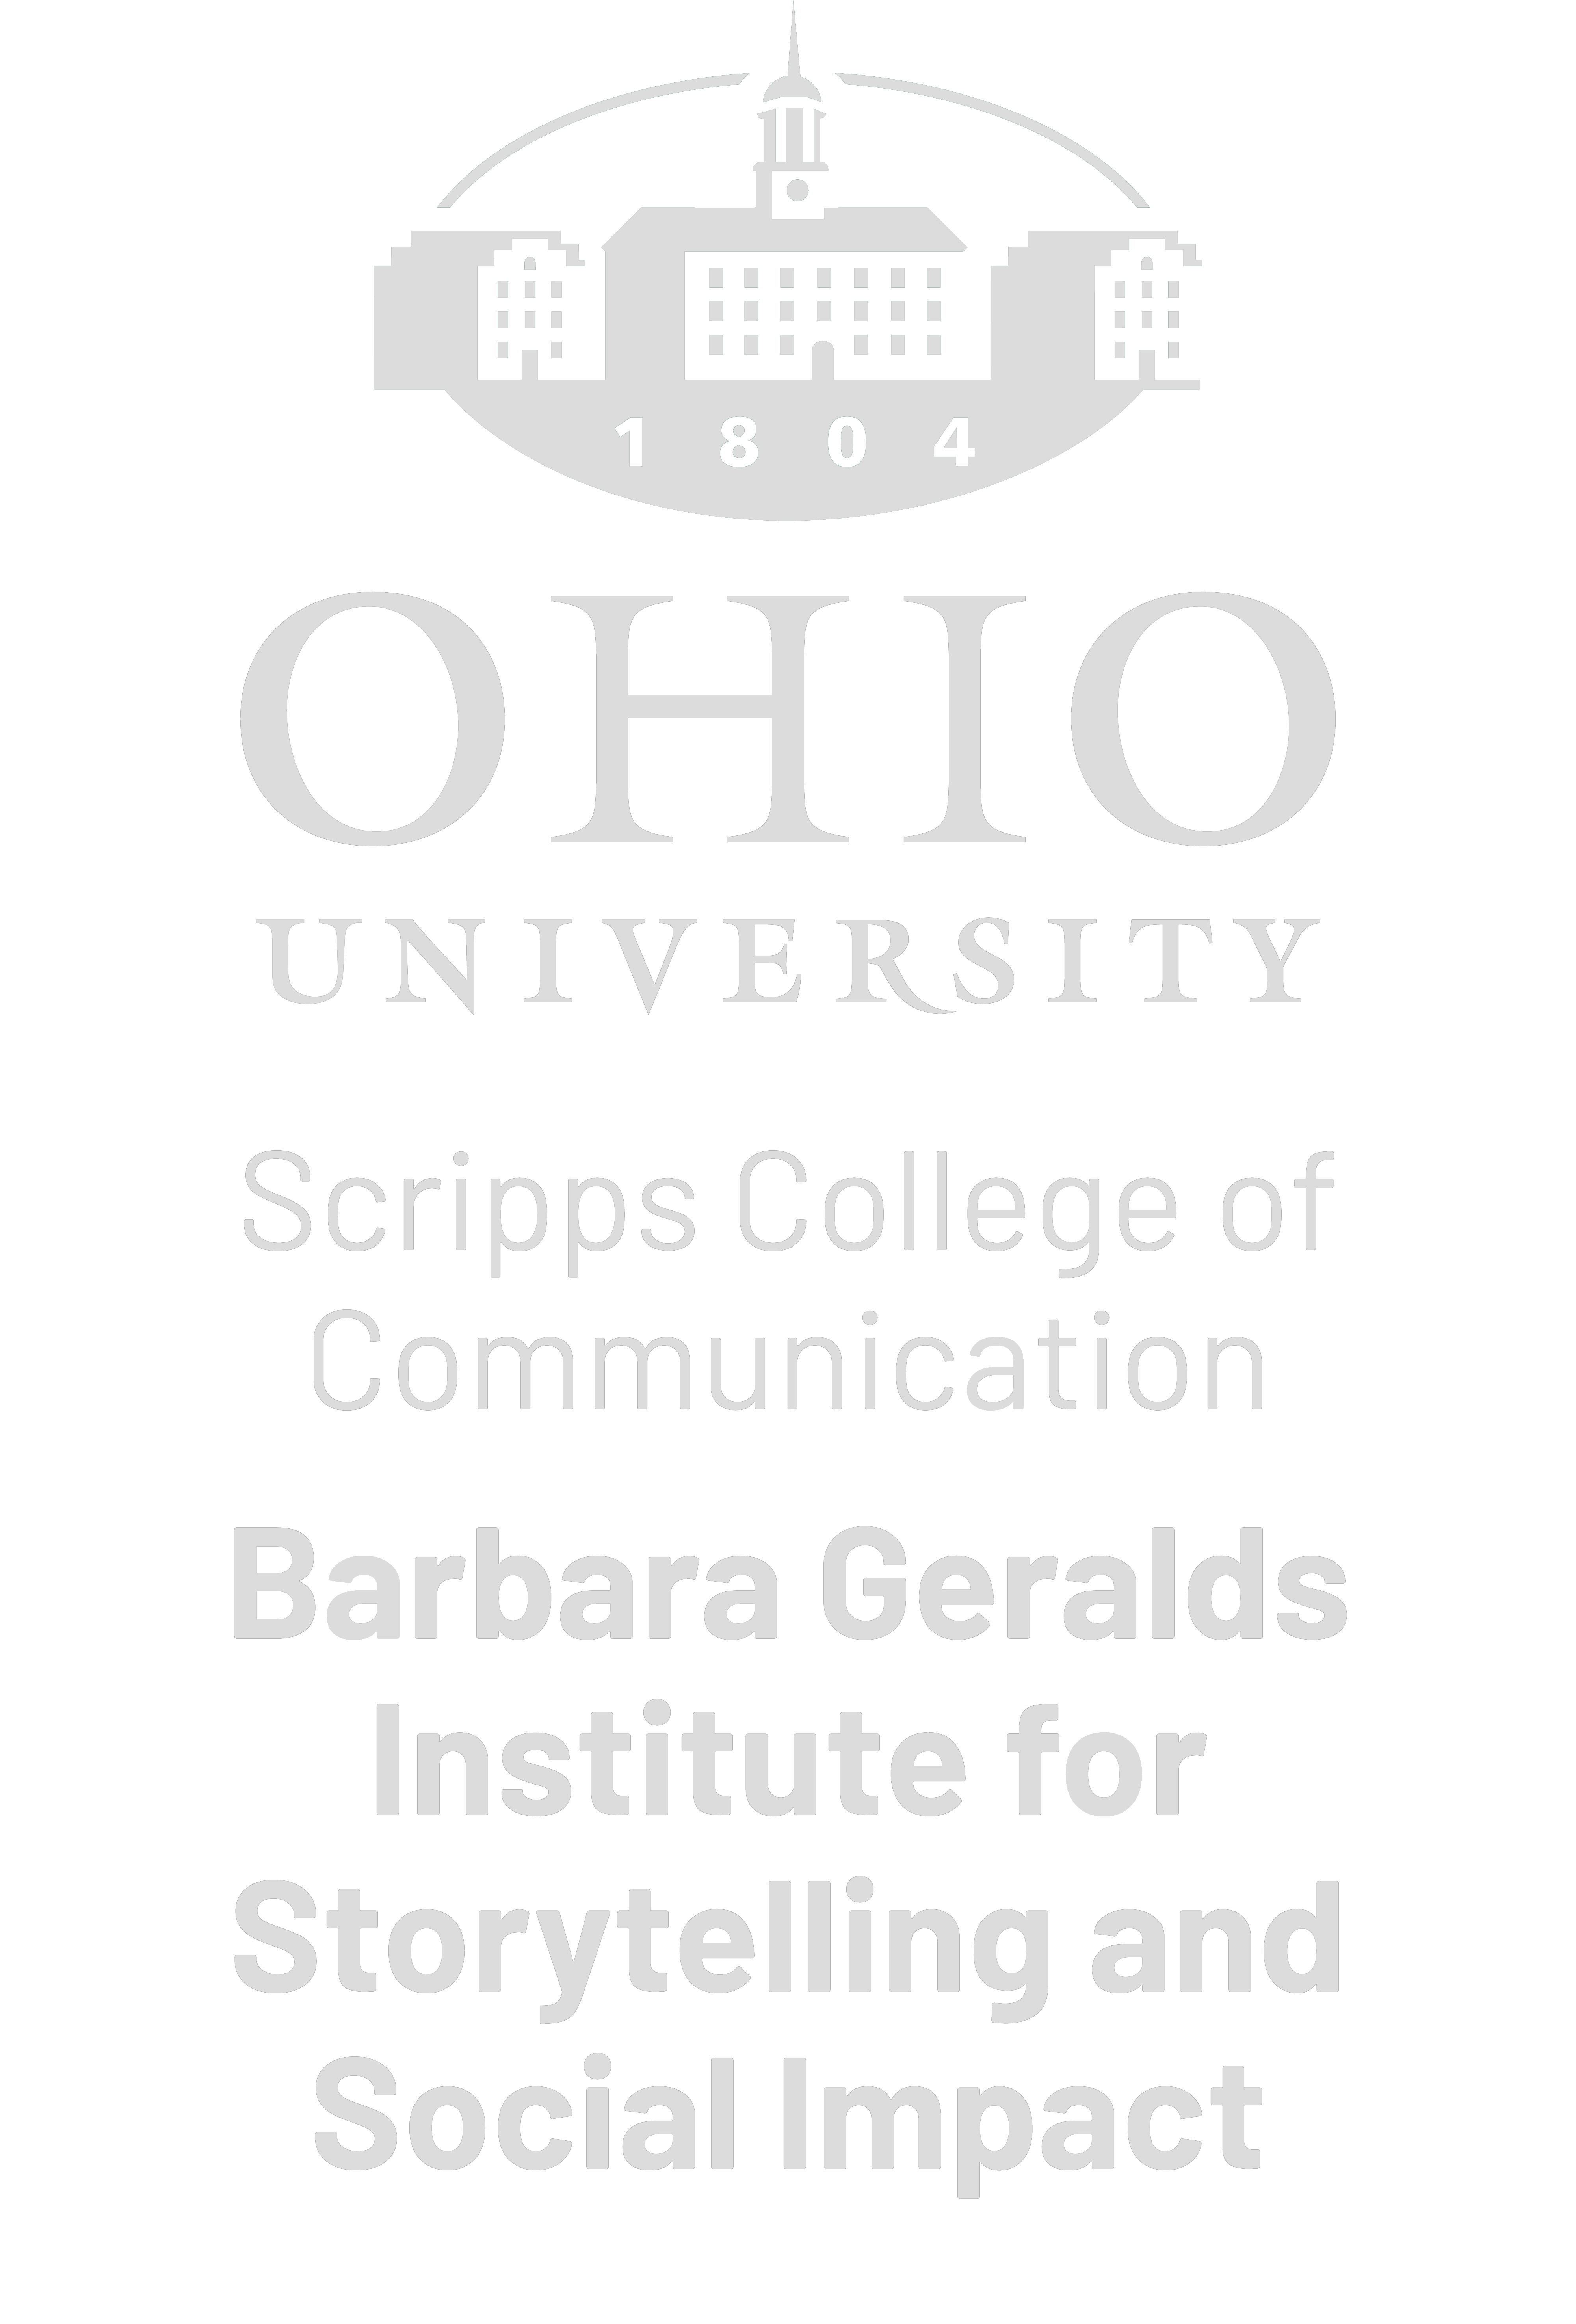 1804
OHIO
UNIVERSITY
Scripps College of
Communication
Barbara Geralds
Institute for
Storytelling and
Social Impact